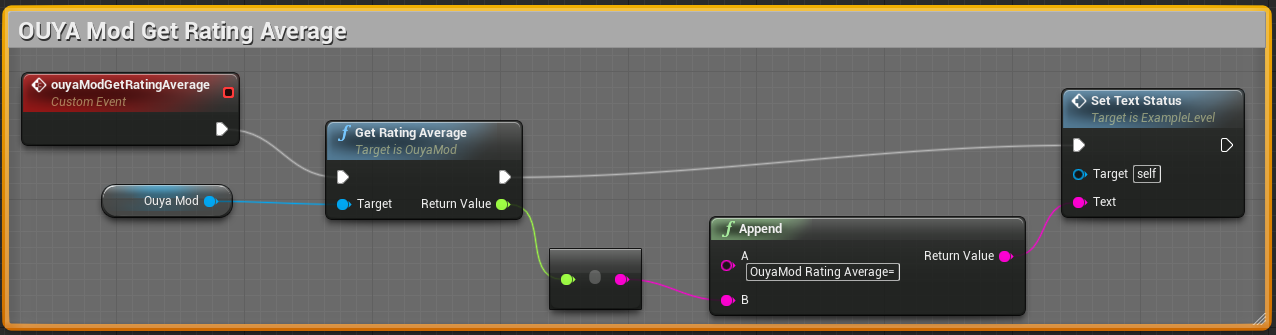 OUYA Mod Get Rating Average
ouyaModGetRatingAverage
Custom Event
Ouya Mod
f Get Rating Average
Target is OuyaMod
Target
Return Value
f Append
A
OuyaMod Rating Average=
Return Value
B
Set Text Status
Target is ExampleLevel
Target self
Text